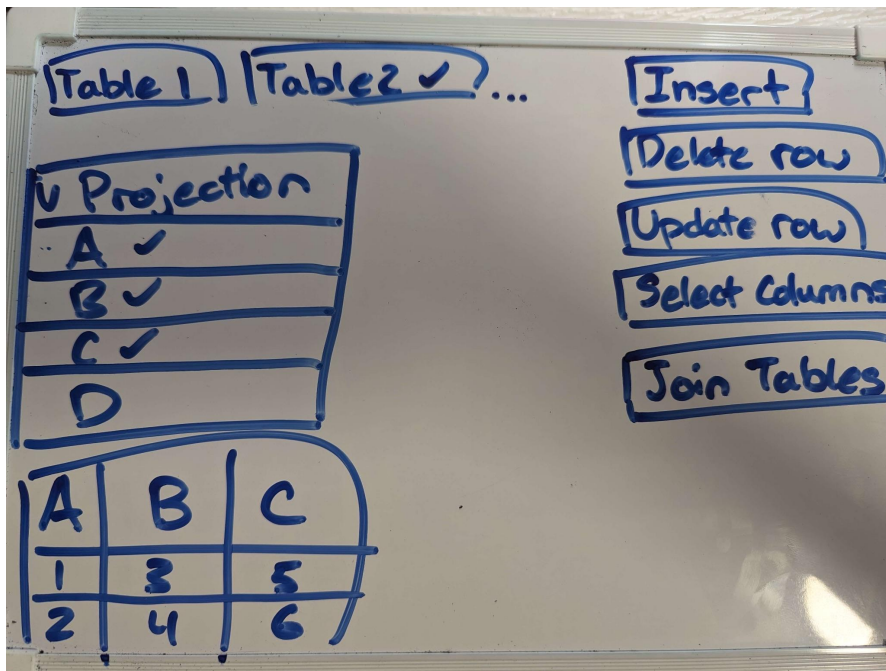 Table 1 Table2 ✓ ...
Insert
Delete row
Update row
Select Columns
Join Tables
v Projection
A ✓
B ✓
C ✓
D
A B C
1 3 5
2 4 6